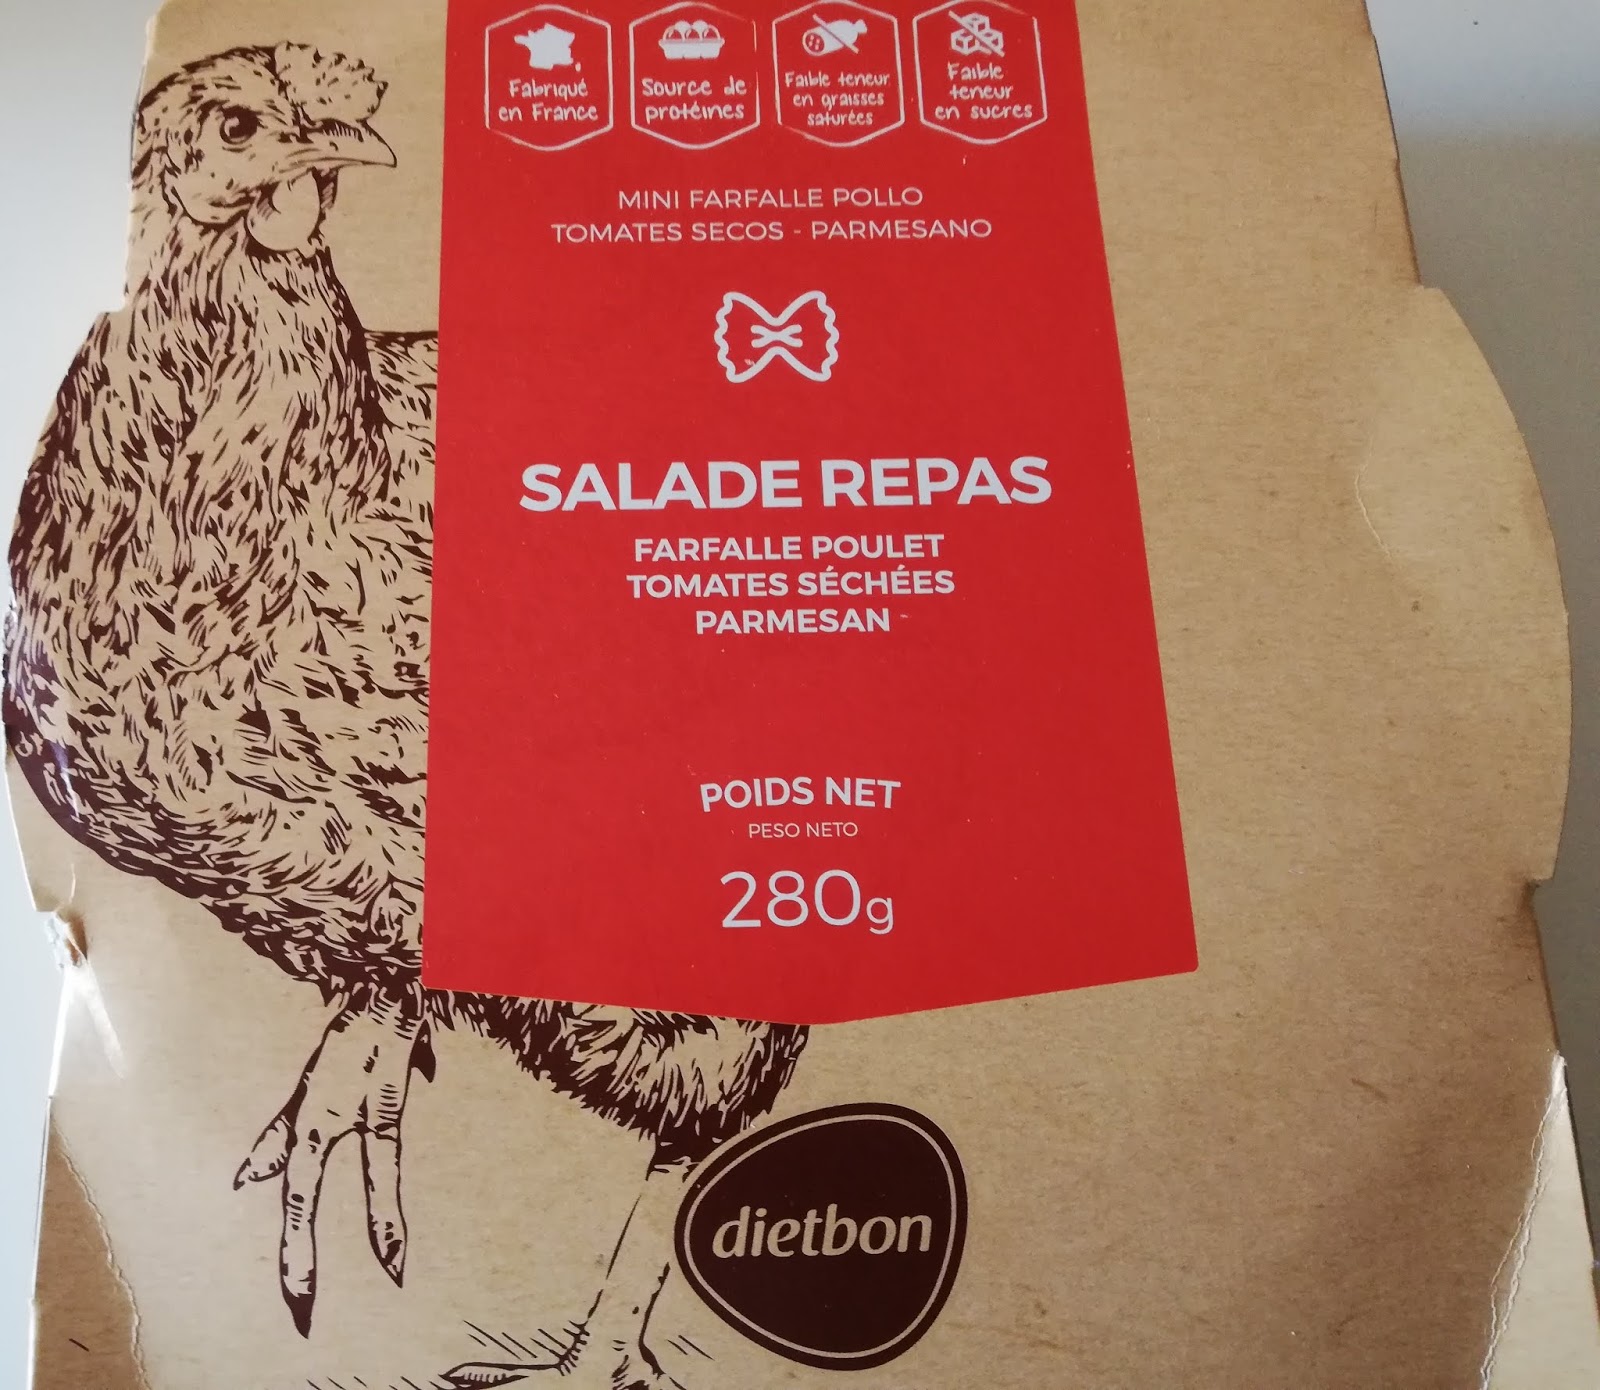 Fabriqué
en France
Source de
protéines
Faible teneur
en graisses
saturées
Faible
teneur
en sucres
MINI FARFALLE POLLO
TOMATES SECOS - PARMESANO
SALADE REPAS
FARFALLE POULET
TOMATES SÉCHÉES
PARMESAN
POIDS NET
PESO NETO
280g
dietbon